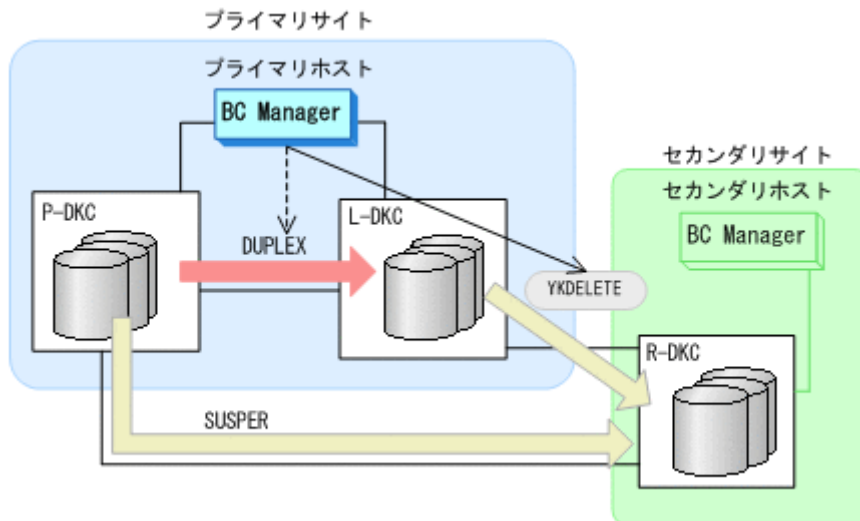 プライマリサイト
プライマリホスト
BC Manager
セカンダリサイト
セカンダリホスト
P-DKC
L-DKC
BC Manager
DUPLEX
YKDELETE
R-DKC
SUSPER